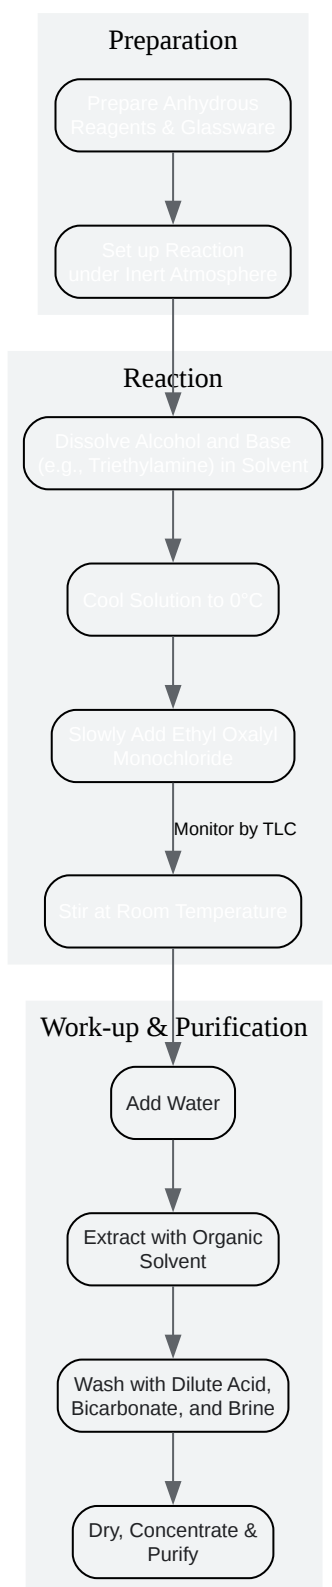 Preparation
Prepare Anhydrous
Reagents & Glassware
Set up Reaction
under Inert Atmosphere
Reaction
Dissolve Alcohol and Base
(e.g., Triethylamine) in Solvent
Cool Solution to 0°C
Slowly Add Ethyl Oxalyl
Monochloride
Monitor by TLC
Stir at Room Temperature
Work-up & Purification
Add Water
Extract with Organic
Solvent
Wash with Dilute Acid,
Bicarbonate, and Brine
Dry, Concentrate &
Purify